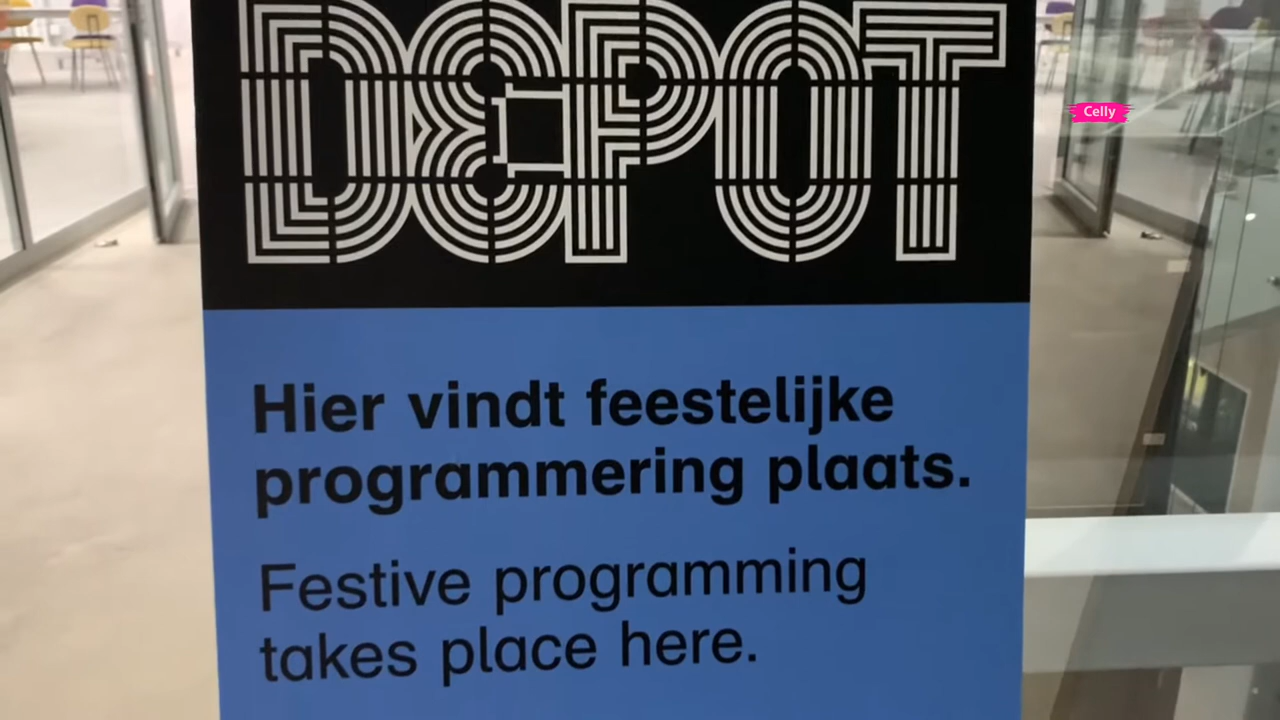 DEPOT
Celly
Hier vindt feestelijke
programmering plaats.
Festive programming
takes place here.